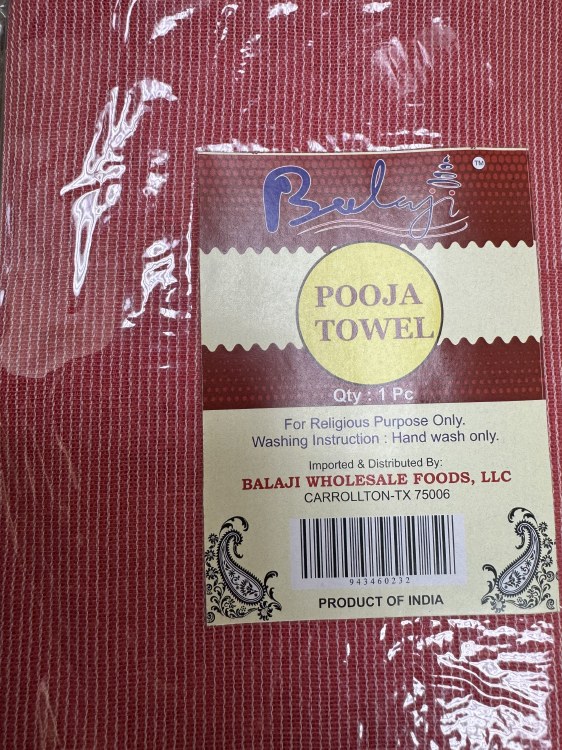 Balaji
TM
POOJA
TOWEL
Qty : 1 Pc
For Religious Purpose Only.
Washing Instruction : Hand wash only.
Imported & Distributed By:
BALAJI WHOLESALE FOODS, LLC
CARROLLTON-TX 75006
943460232
PRODUCT OF INDIA